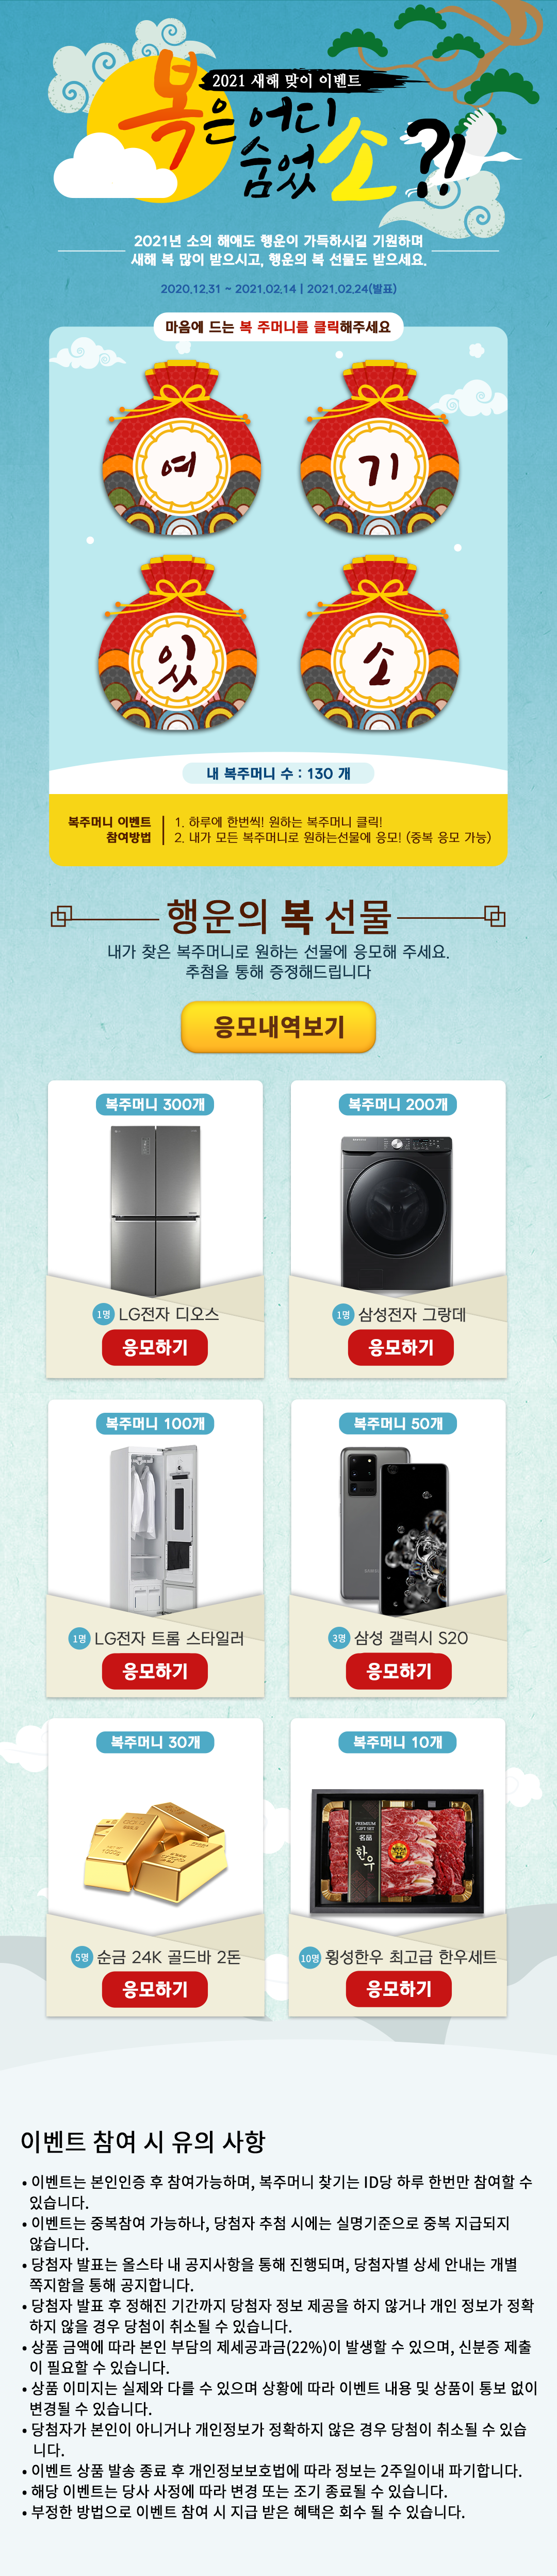 2021 새해 맞이 이벤트
복은 어디
숨었소?!
2021년 소의 해에도 행운이 가득하시길 기원하며
새해 복 많이 받으시고, 행운의 복 선물도 받으세요.
2020.12.31 ~ 2021.02.14 | 2021.02.24(발표)
마음에 드는 복 주머니를 클릭해주세요
여
기
있
소
내 복주머니 수 : 130 개
복주머니 이벤트
참여방법
1. 하루에 한번씩! 원하는 복주머니 클릭!
2. 내가 모든 복주머니로 원하는선물에 응모! (중복 응모 가능)
행운의 복 선물
내가 찾은 복주머니로 원하는 선물에 응모해 주세요.
추첨을 통해 증정해드립니다
응모내역보기
복주머니 300개
1명 LG전자 디오스
응모하기
복주머니 200개
1명 삼성전자 그랑데
응모하기
복주머니 100개
1명 LG전자 트롬 스타일러
응모하기
복주머니 50개
3명 삼성 갤럭시 S20
응모하기
복주머니 30개
5명 순금 24K 골드바 2돈
응모하기
복주머니 10개
PREMIUM
GIFT SET
名品
한우
10명 횡성한우 최고급 한우세트
응모하기
이벤트 참여 시 유의 사항
• 이벤트는 본인인증 후 참여가능하며, 복주머니 찾기는 ID당 하루 한번만 참여할 수
있습니다.
• 이벤트는 중복참여 가능하나, 당첨자 추첨 시에는 실명기준으로 중복 지급되지
않습니다.
• 당첨자 발표는 올스타 내 공지사항을 통해 진행되며, 당첨자별 상세 안내는 개별
쪽지함을 통해 공지합니다.
• 당첨자 발표 후 정해진 기간까지 당첨자 정보 제공을 하지 않거나 개인 정보가 정확
하지 않을 경우 당첨이 취소될 수 있습니다.
• 상품 금액에 따라 본인 부담의 제세공과금(22%)이 발생할 수 있으며, 신분증 제출
이 필요할 수 있습니다.
• 상품 이미지는 실제와 다를 수 있으며 상황에 따라 이벤트 내용 및 상품이 통보 없이
변경될 수 있습니다.
• 당첨자가 본인이 아니거나 개인정보가 정확하지 않은 경우 당첨이 취소될 수 있습
니다.
• 이벤트 상품 발송 종료 후 개인정보보호법에 따라 정보는 2주일이내 파기합니다.
• 해당 이벤트는 당사 사정에 따라 변경 또는 조기 종료될 수 있습니다.
• 부정한 방법으로 이벤트 참여 시 지급 받은 혜택은 회수 될 수 있습니다.